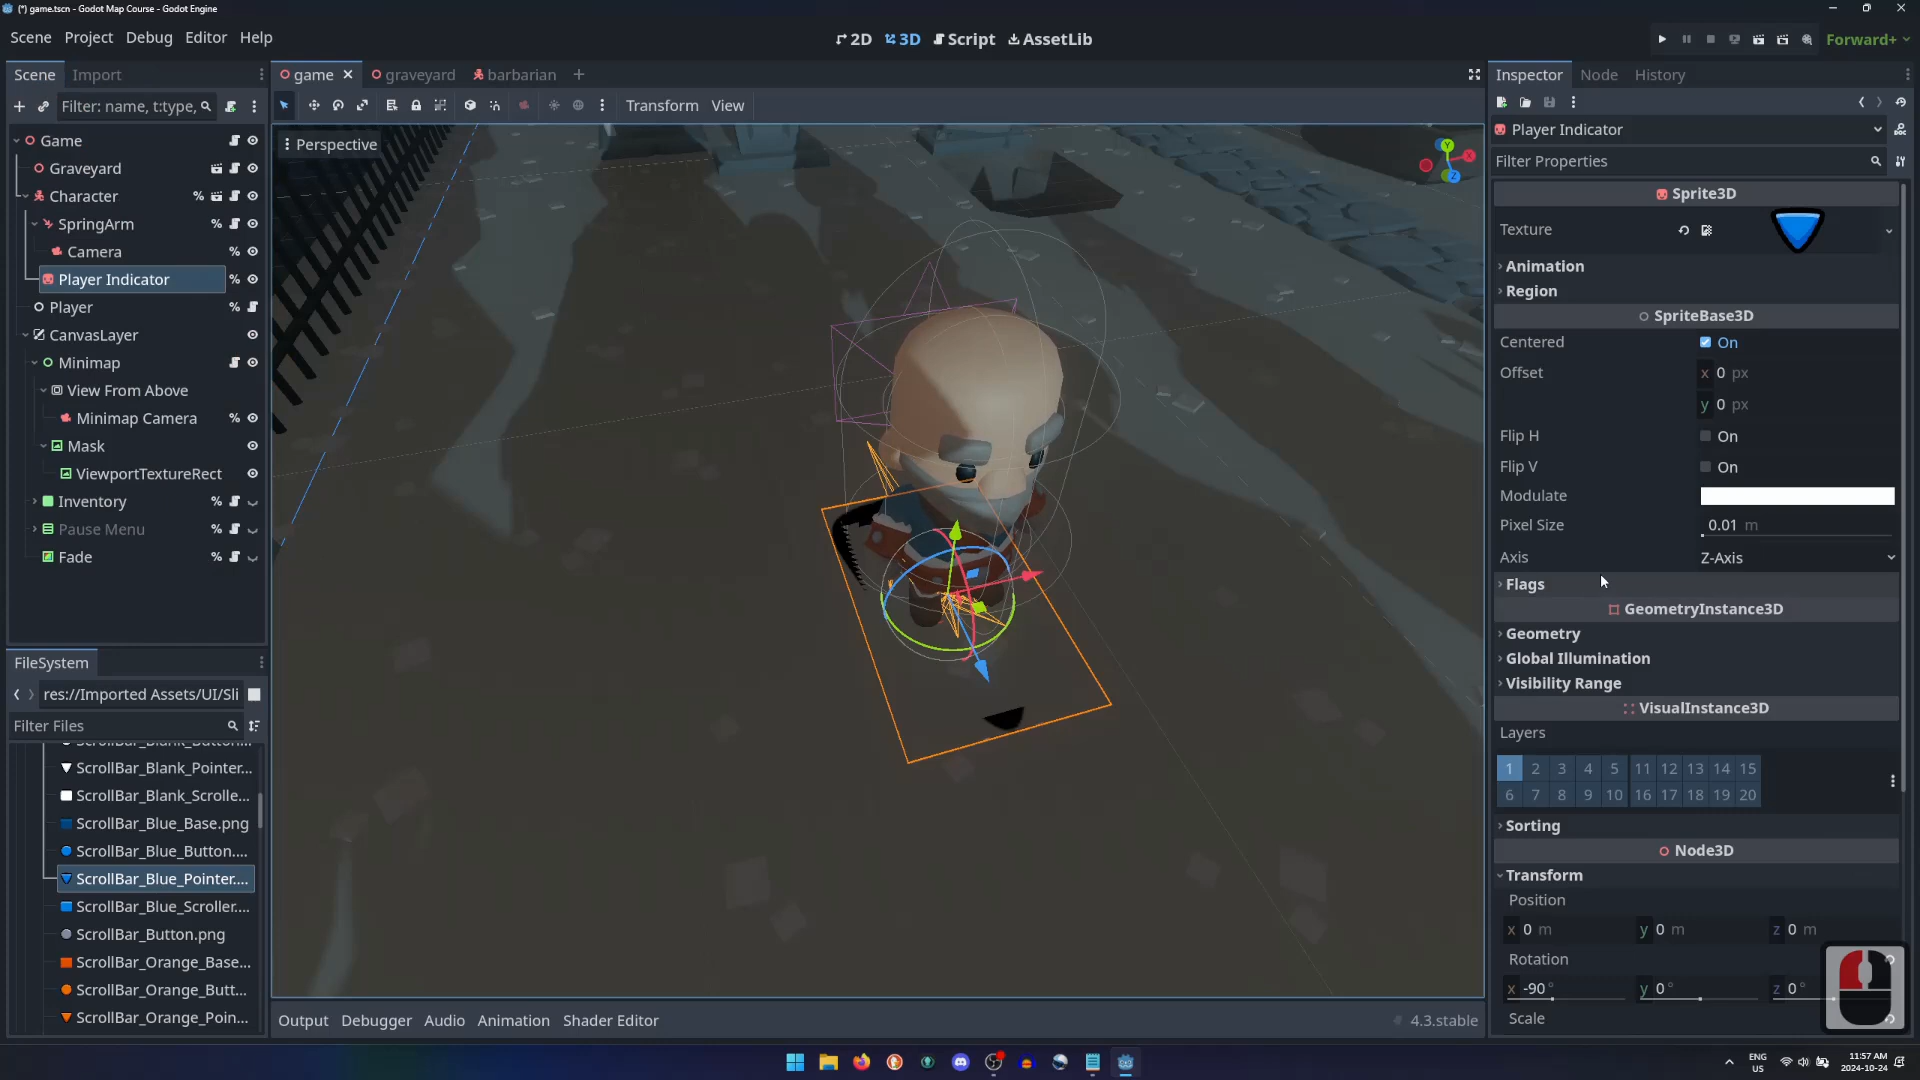 (*) game.tscn - Godot Map Course - Godot Engine
Scene Project Debug Editor Help
2D 3D Script AssetLib
Forward+
Scene Import
game graveyard barbarian
Inspector Node History
Filter: name, t:type,
Transform View
Perspective
Game
Graveyard
Character
SpringArm
Camera
Player Indicator
Player
CanvasLayer
Minimap
View From Above
Minimap Camera
Mask
ViewportTextureRect
Inventory
Pause Menu
Fade
FileSystem
res://Imported Assets/UI/Sli
Filter Files
ScrollBar_Blank_Pointer...
ScrollBar_Blank_Scrolle...
ScrollBar_Blue_Base.png
ScrollBar_Blue_Button....
ScrollBar_Blue_Pointer....
ScrollBar_Blue_Scroller....
ScrollBar_Button.png
ScrollBar_Orange_Base...
ScrollBar_Orange_Butt...
ScrollBar_Orange_Poin...
Output Debugger Audio Animation Shader Editor
4.3.stable
Player Indicator
Filter Properties
Sprite3D
Texture
Animation
Region
SpriteBase3D
Centered On
Offset x 0 px
y 0 px
Flip H On
Flip V On
Modulate
Pixel Size 0.01 m
Axis Z-Axis
Flags
GeometryInstance3D
Geometry
Global Illumination
Visibility Range
VisualInstance3D
Layers
1 2 3 4 5 11 12 13 14 15
6 7 8 9 10 16 17 18 19 20
Sorting
Node3D
Transform
Position
x 0 m y 0 m z 0 m
Rotation
x -90° y 0° z 0°
Scale
ENG
US
11:57 AM
2024-10-24